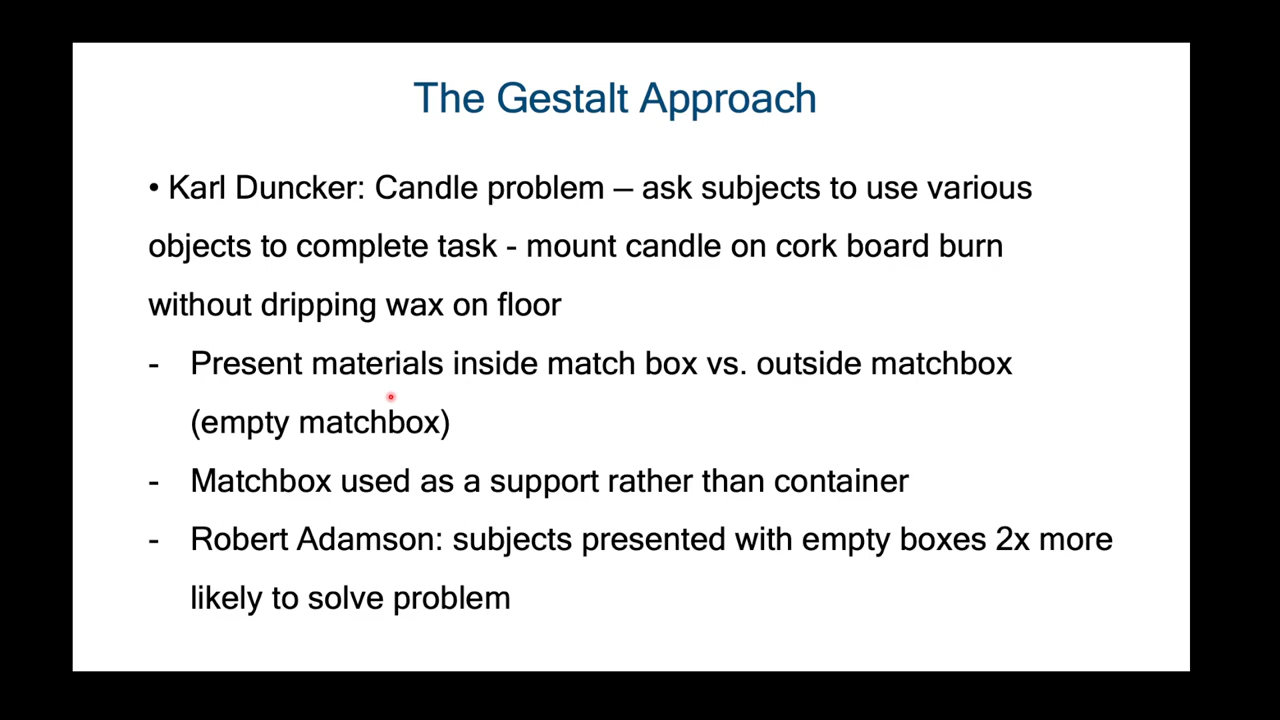 The Gestalt Approach
• Karl Duncker: Candle problem – ask subjects to use various
objects to complete task - mount candle on cork board burn
without dripping wax on floor
- Present materials inside match box vs. outside matchbox
(empty matchbox)
- Matchbox used as a support rather than container
- Robert Adamson: subjects presented with empty boxes 2x more
likely to solve problem